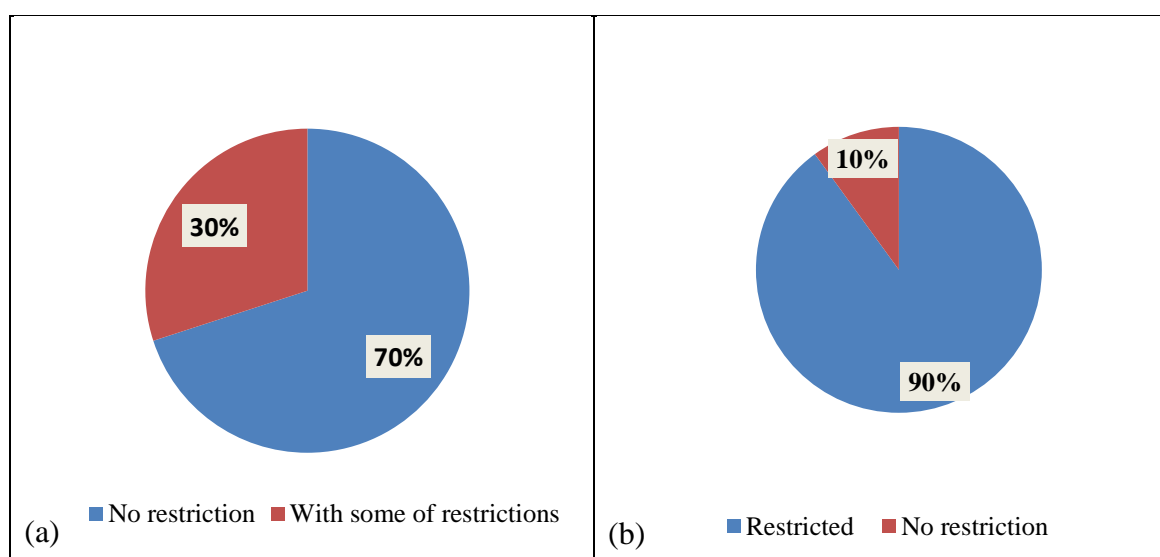 30%
70%
No restriction With some of restrictions
(a)
10%
90%
Restricted No restriction
(b)